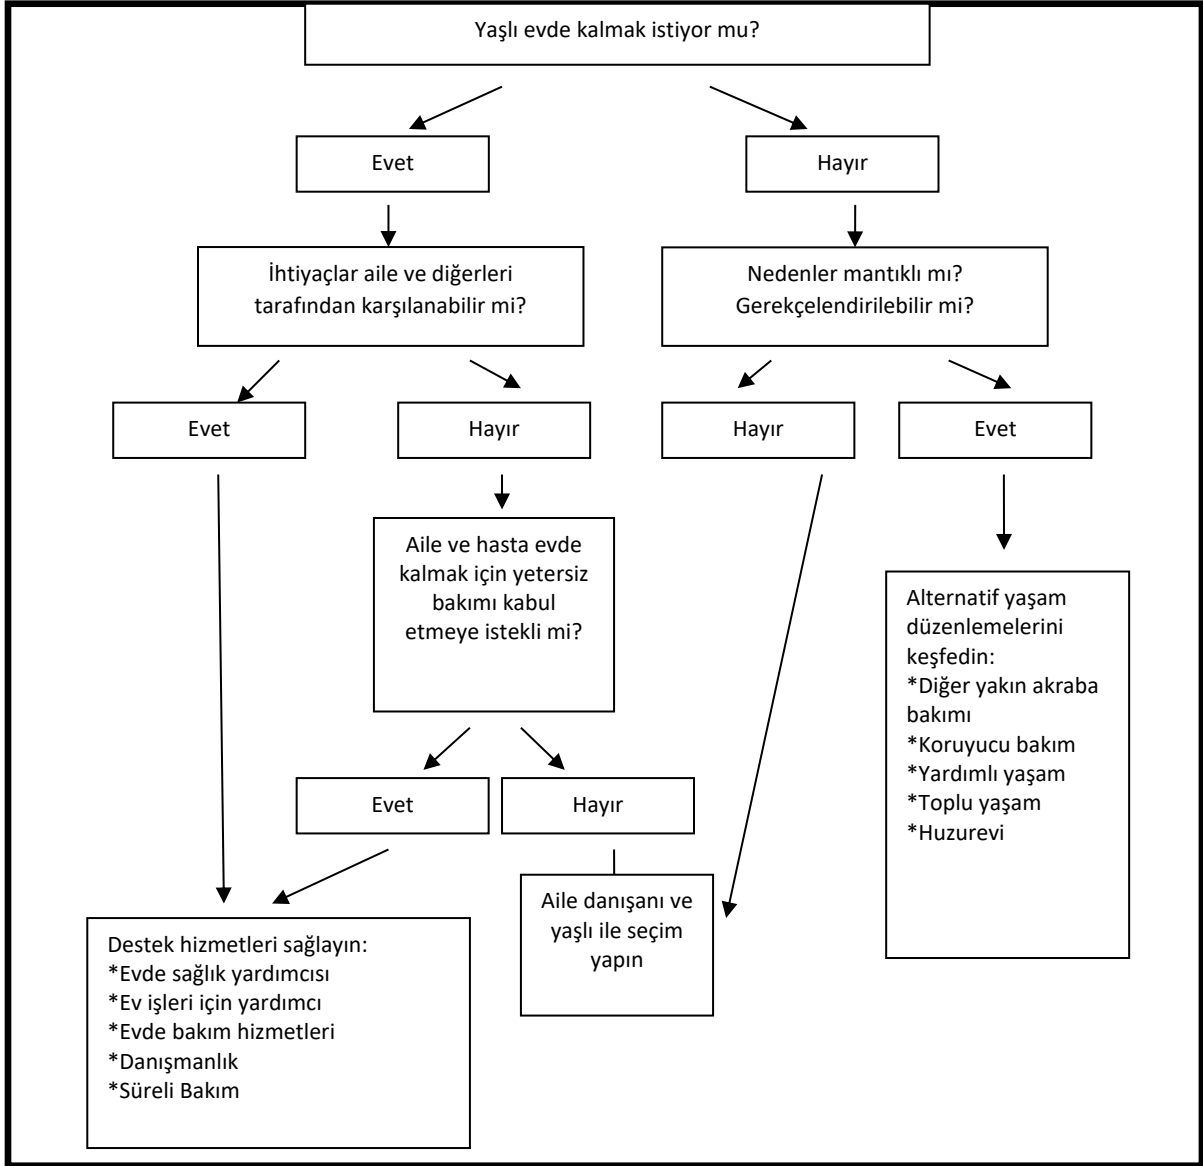 Yaşlı evde kalmak istiyor mu?
Evet
Hayır
İhtiyaçlar aile ve diğerleri
tarafından karşılanabilir mi?
Nedenler mantıklı mı?
Gerekçelendirilebilir mi?
Evet
Hayır
Hayır
Evet
Aile ve hasta evde
kalmak için yetersiz
bakımı kabul
etmeye istekli mi?
Alternatif yaşam
düzenlemelerini
keşfedin:
*Diğer yakın akraba
bakımı
*Koruyucu bakım
*Yardımlı yaşam
*Toplu yaşam
*Huzurevi
Evet
Hayır
Aile danışanı ve
yaşlı ile seçim
yapın
Destek hizmetleri sağlayın:
*Evde sağlık yardımcısı
*Ev işleri için yardımcı
*Evde bakım hizmetleri
*Danışmanlık
*Süreli Bakım